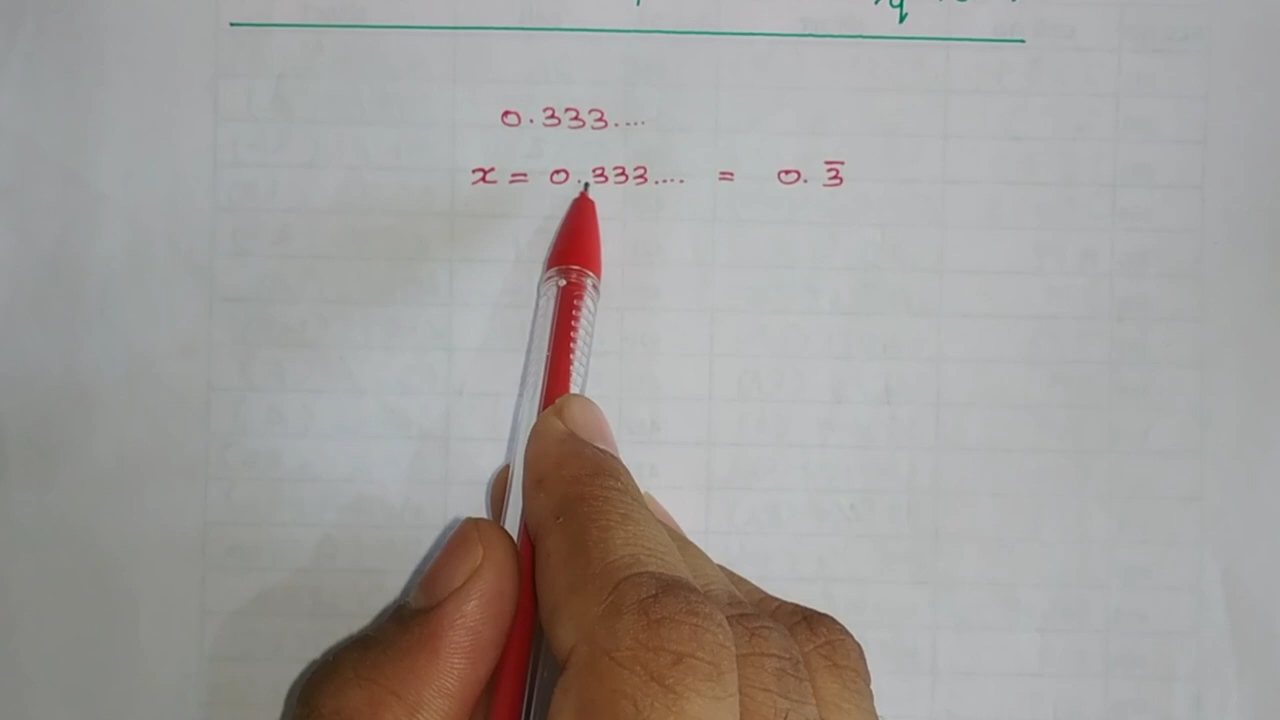 0.333....
x = 0.333.... = 0.3̅